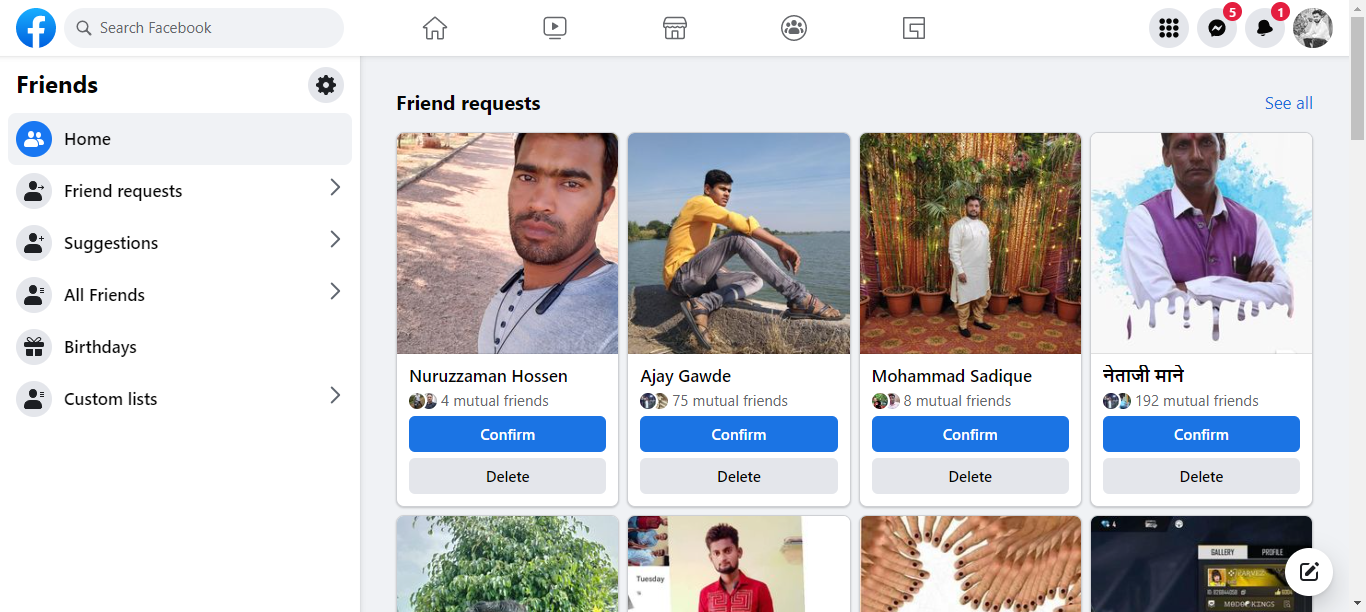 Search Facebook
5
1
Friends
Home
Friend requests
Suggestions
All Friends
Birthdays
Custom lists
Friend requests
See all
Nuruzzaman Hossen
4 mutual friends
Confirm
Delete
Ajay Gawde
75 mutual friends
Confirm
Delete
Mohammad Sadique
8 mutual friends
Confirm
Delete
नेताजी माने
192 mutual friends
Confirm
Delete
Tuesday
GALLERY
PROFILE